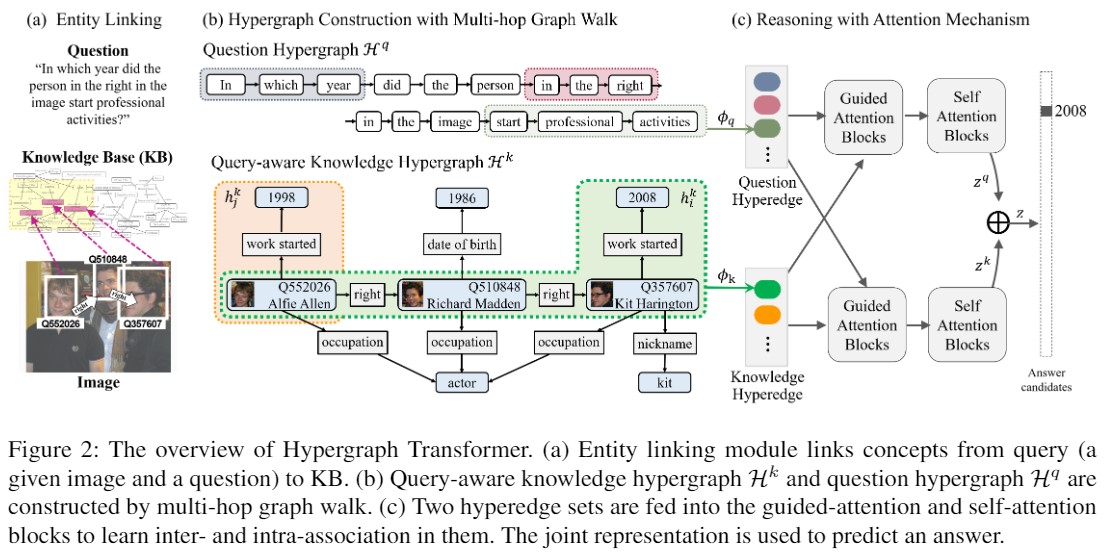 (a) Entity Linking
Question
“In which year did the
person in the right in the
image start professional
activities?”
Knowledge Base (KB)
Q510848
right
right
Q552026
Q357607
Image
(b) Hypergraph Construction with Multi-hop Graph Walk
Question Hypergraph ℋ^q
In which year did the person in the right
in the image start professional activities
ϕ_q
Query-aware Knowledge Hypergraph ℋ^k
h_j^k 1998 1986 2008 h_i^k
work started date of birth work started
Q552026 Q510848 Q357607
Alfie Allen right Richard Madden right Kit Harington
ϕ_k
occupation occupation occupation nickname
actor kit
(c) Reasoning with Attention Mechanism
Question
Hyperedge
Guided
Attention
Blocks
Self
Attention
Blocks
z^q
2008
⊕ z
z^k
Guided
Attention
Blocks
Self
Attention
Blocks
Knowledge
Hyperedge
Answer
candidates
Figure 2: The overview of Hypergraph Transformer. (a) Entity linking module links concepts from query (a
given image and a question) to KB. (b) Query-aware knowledge hypergraph ℋ^k and question hypergraph ℋ^q are
constructed by multi-hop graph walk. (c) Two hyperedge sets are fed into the guided-attention and self-attention
blocks to learn inter- and intra-association in them. The joint representation is used to predict an answer.